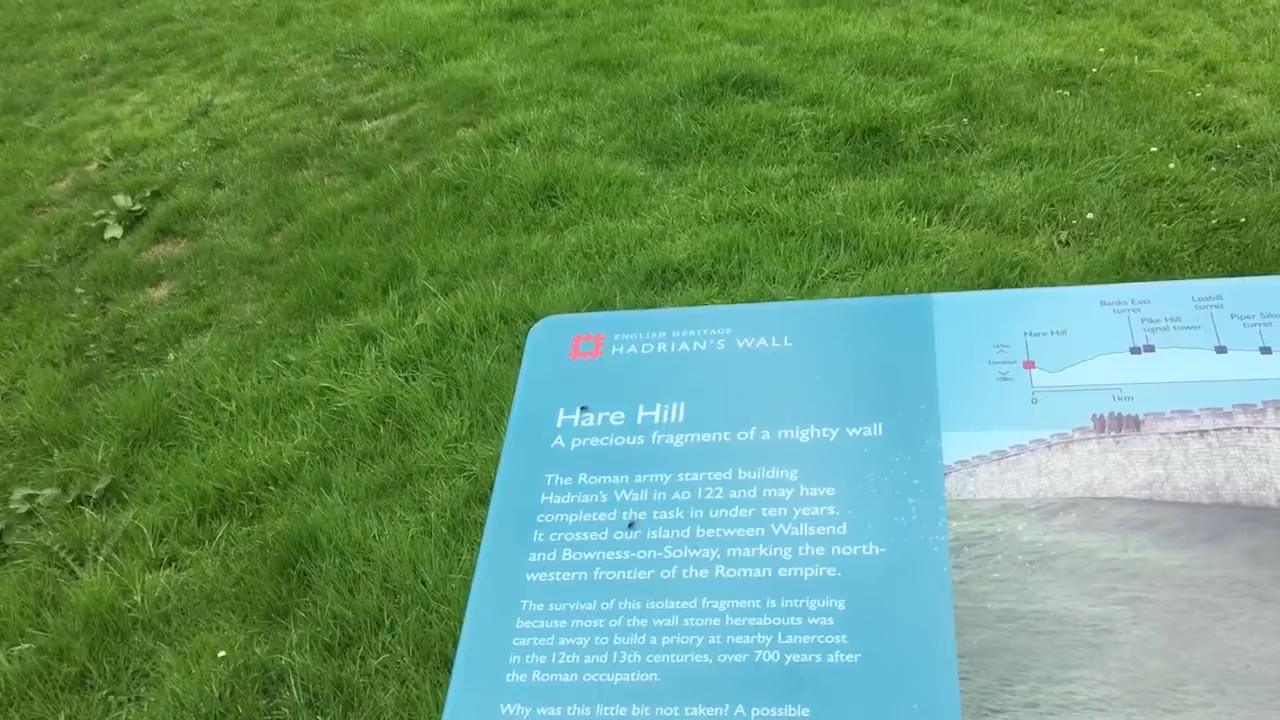 ENGLISH HERITAGE
HADRIAN'S WALL
Hare Hill
A precious fragment of a mighty wall
The Roman army started building
Hadrian's Wall in AD 122 and may have
completed the task in under ten years.
It crossed our island between Wallsend
and Bowness-on-Solway, marking the north-
western frontier of the Roman empire.
The survival of this isolated fragment is intriguing
because most of the wall stone hereabouts was
carted away to build a priory at nearby Lanercost
in the 12th and 13th centuries, over 700 years after
the Roman occupation.
Why was this little bit not taken? A possible
Hare Hill
Banks East
turret
Pike Hill
signal tower
Leahill
turret
Piper
turret
Elevation
0
1km